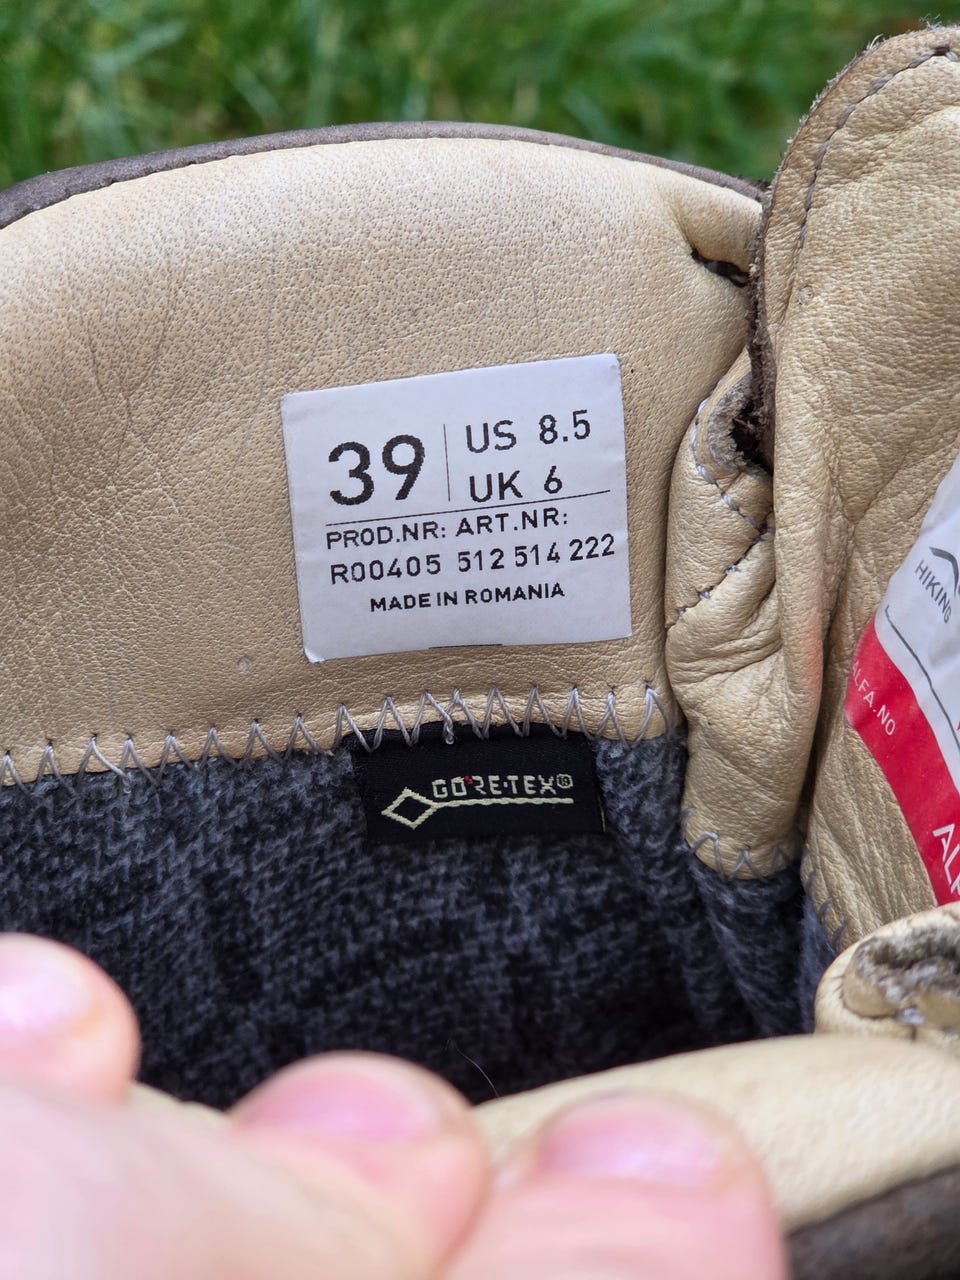 39
US 8.5
UK 6
PROD.NR: ART.NR:
R00405 512 514 222
MADE IN ROMANIA
GORE-TEX®
HIKING
ALFA.NO